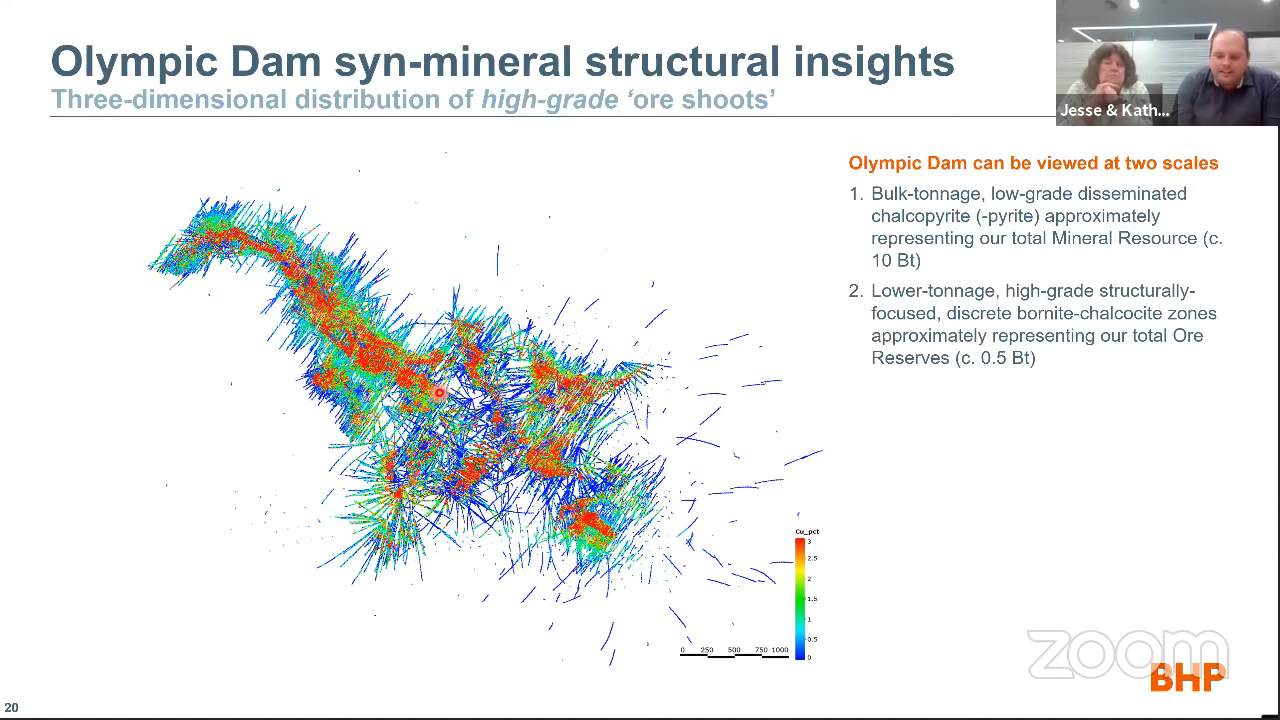 Olympic Dam syn-mineral structural insights
Three-dimensional distribution of high-grade ‘ore shoots’
Jesse & Kath...
Olympic Dam can be viewed at two scales
1. Bulk-tonnage, low-grade disseminated
chalcopyrite (-pyrite) approximately
representing our total Mineral Resource (c.
10 Bt)
2. Lower-tonnage, high-grade structurally-
focused, discrete bornite-chalcocite zones
approximately representing our total Ore
Reserves (c. 0.5 Bt)
Cu_pct
3
2.5
2
1.5
1
0.5
0
0 250 500 750 1000
zoom
BHP
20